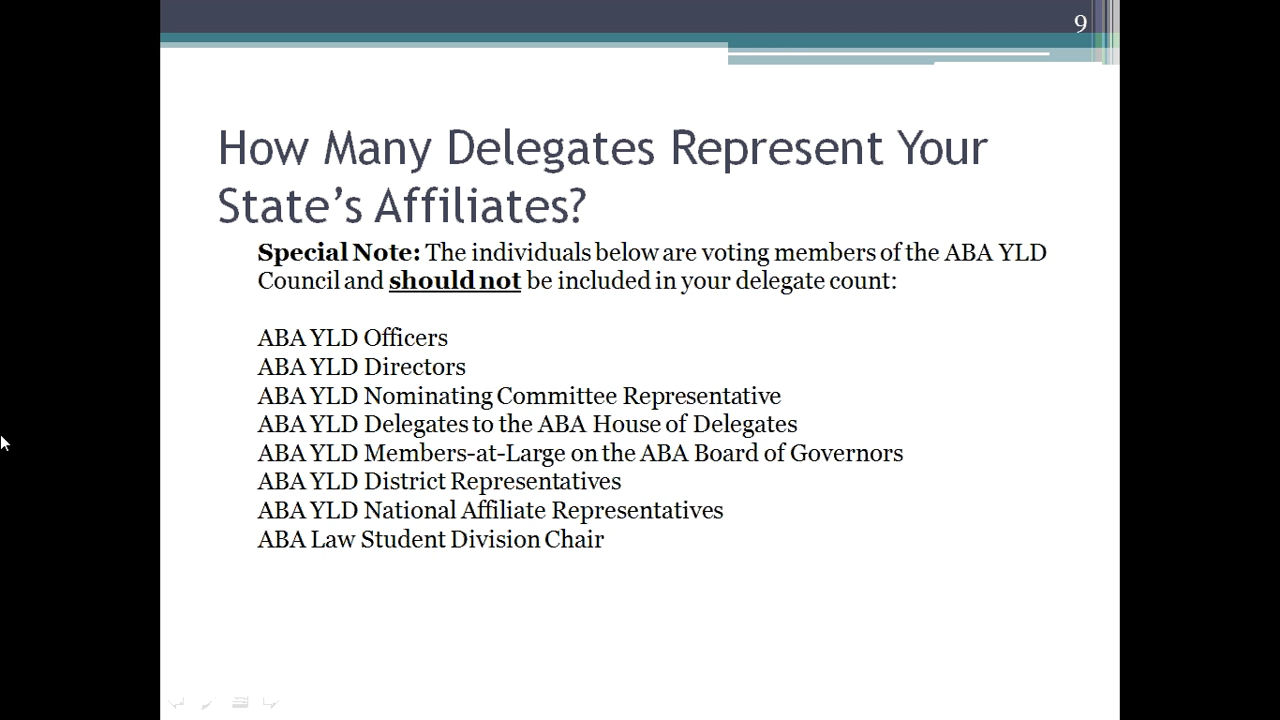 9
How Many Delegates Represent Your
State’s Affiliates?
Special Note: The individuals below are voting members of the ABA YLD
Council and should not be included in your delegate count:
ABA YLD Officers
ABA YLD Directors
ABA YLD Nominating Committee Representative
ABA YLD Delegates to the ABA House of Delegates
ABA YLD Members-at-Large on the ABA Board of Governors
ABA YLD District Representatives
ABA YLD National Affiliate Representatives
ABA Law Student Division Chair